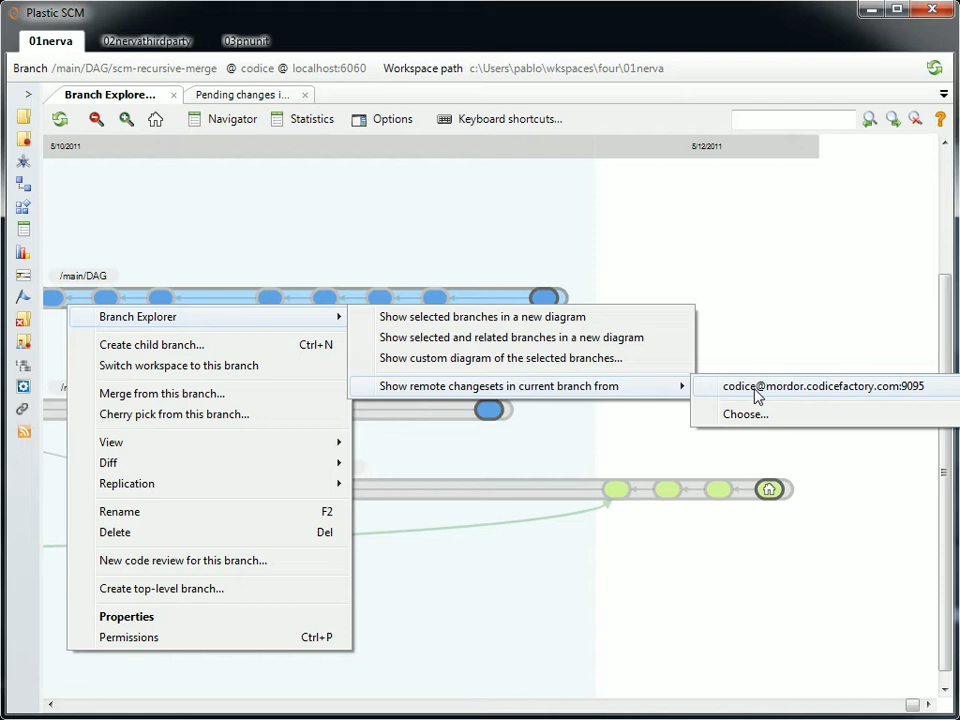 Plastic SCM
01nerva 02nervathirdparty 03pnunit
Branch /main/DAG/scm-recursive-merge @ codice @ localhost:6060 Workspace path c:\Users\pablo\wkspaces\four\01nerva
Branch Explore... × Pending changes i... ×
Navigator Statistics Options Keyboard shortcuts...
5/10/2011 5/12/2011
/main/DAG
Branch Explorer
Create child branch... Ctrl+N
Switch workspace to this branch
Merge from this branch...
Cherry pick from this branch...
View
Diff
Replication
Rename F2
Delete Del
New code review for this branch...
Create top-level branch...
Properties
Permissions Ctrl+P
Show selected branches in a new diagram
Show selected and related branches in a new diagram
Show custom diagram of the selected branches...
Show remote changesets in current branch from
codice@mordor.codicefactory.com:9095
Choose...